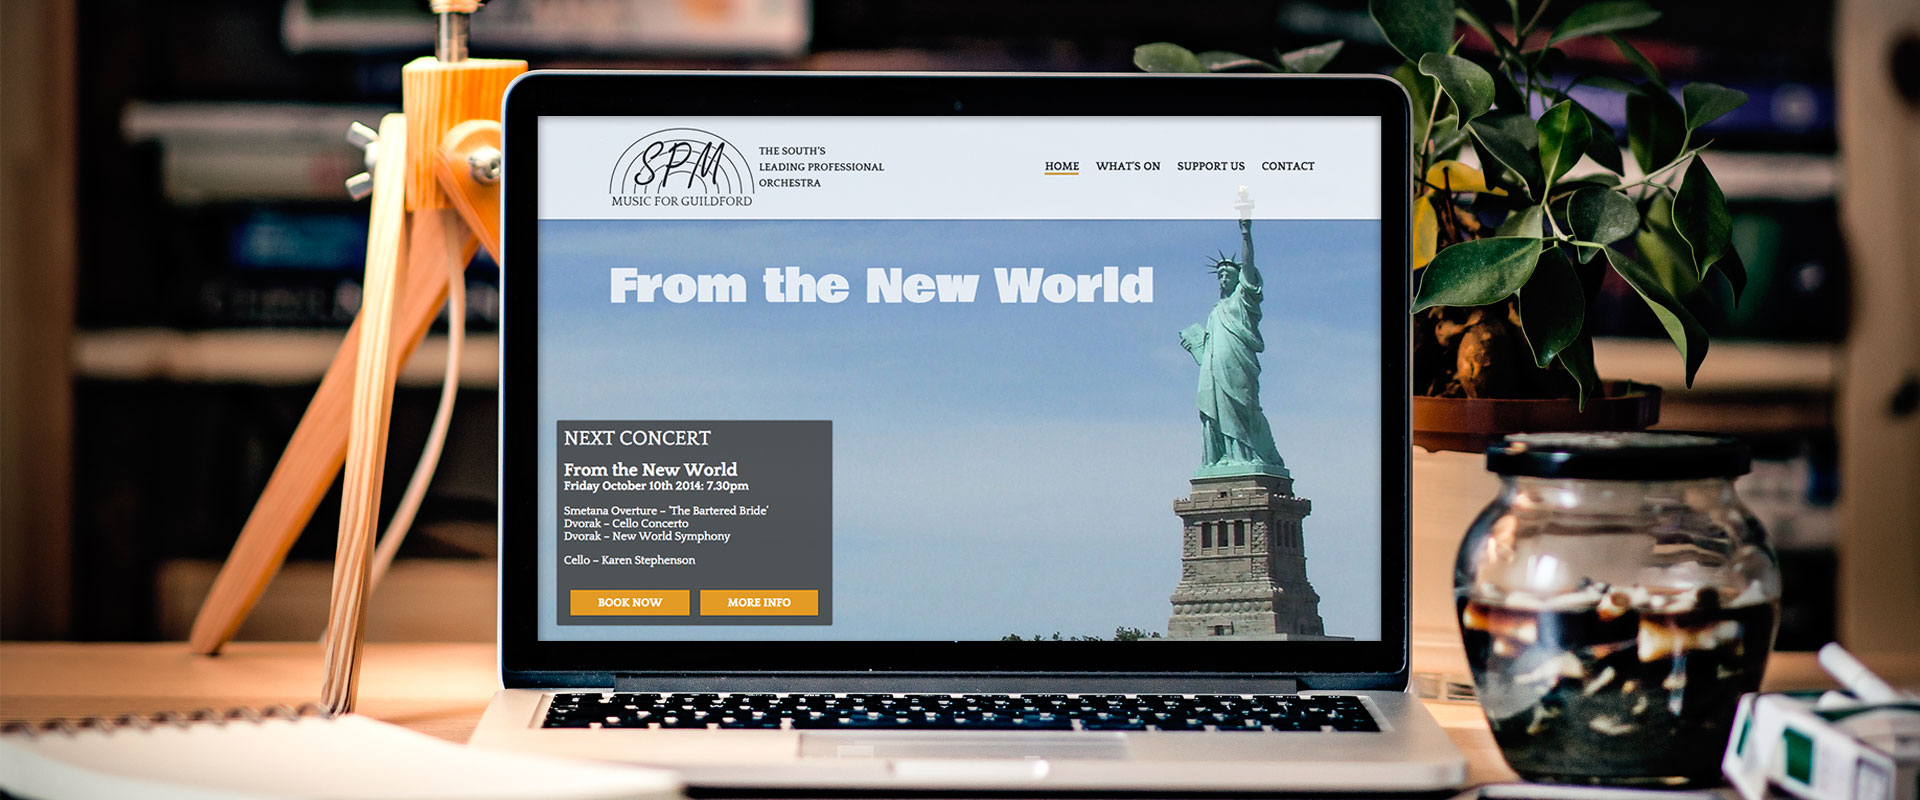 SPM
MUSIC FOR GUILDFORD
THE SOUTH'S
LEADING PROFESSIONAL
ORCHESTRA
HOME WHAT'S ON SUPPORT US CONTACT
From the New World
NEXT CONCERT
From the New World
Friday October 10th 2014: 7.30pm
Smetana Overture – 'The Bartered Bride'
Dvorak – Cello Concerto
Dvorak – New World Symphony
Cello – Karen Stephenson
BOOK NOW MORE INFO